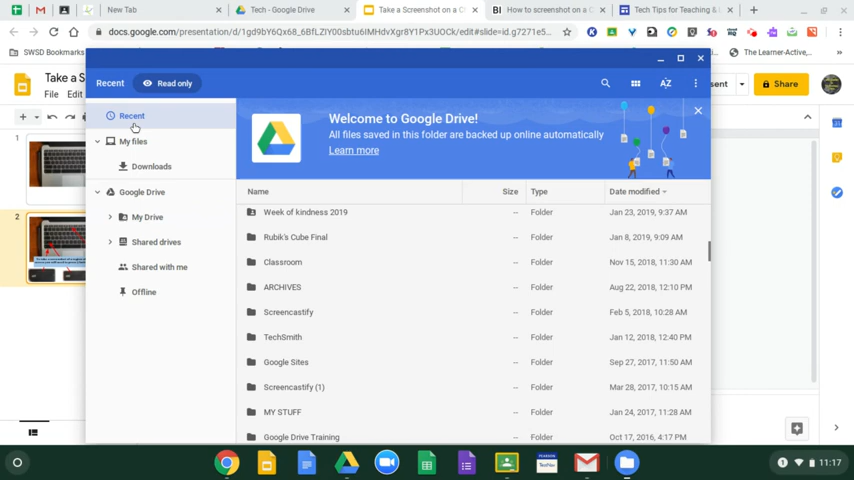 New Tab
Tech - Google Drive
Take a Screenshot on a C
BI How to screenshot on a C
Tech Tips for Teaching & U
docs.google.com/presentation/d/1gd9bY6Qx68_6BfLZIY00sbtu6IMHdvXgr8Y1Px3UOCk/edit#slide=id.g7271e5...
SWSD Bookmarks
The Learner-Active,...
Take a S
File Edit
Share
Recent
Read only
AZ
Recent
My files
Downloads
Google Drive
My Drive
Shared drives
Shared with me
Offline
Welcome to Google Drive!
All files saved in this folder are backed up online automatically
Learn more
Name Size Type Date modified
Week of kindness 2019 -- Folder Jan 23, 2019, 9:37 AM
Rubik's Cube Final -- Folder Jan 8, 2019, 9:09 AM
Classroom -- Folder Nov 15, 2018, 11:30 AM
ARCHIVES -- Folder Aug 22, 2018, 12:10 PM
Screencastify -- Folder Feb 5, 2018, 10:28 AM
TechSmith -- Folder Jan 12, 2018, 12:40 PM
Google Sites -- Folder Sep 27, 2017, 11:50 AM
Screencastify (1) -- Folder Mar 28, 2017, 10:15 AM
MY STUFF -- Folder Jan 24, 2017, 11:28 AM
Google Drive Training -- Folder Oct 17, 2016, 4:17 PM
1
2
PEARSON
TestNav
1 11:17